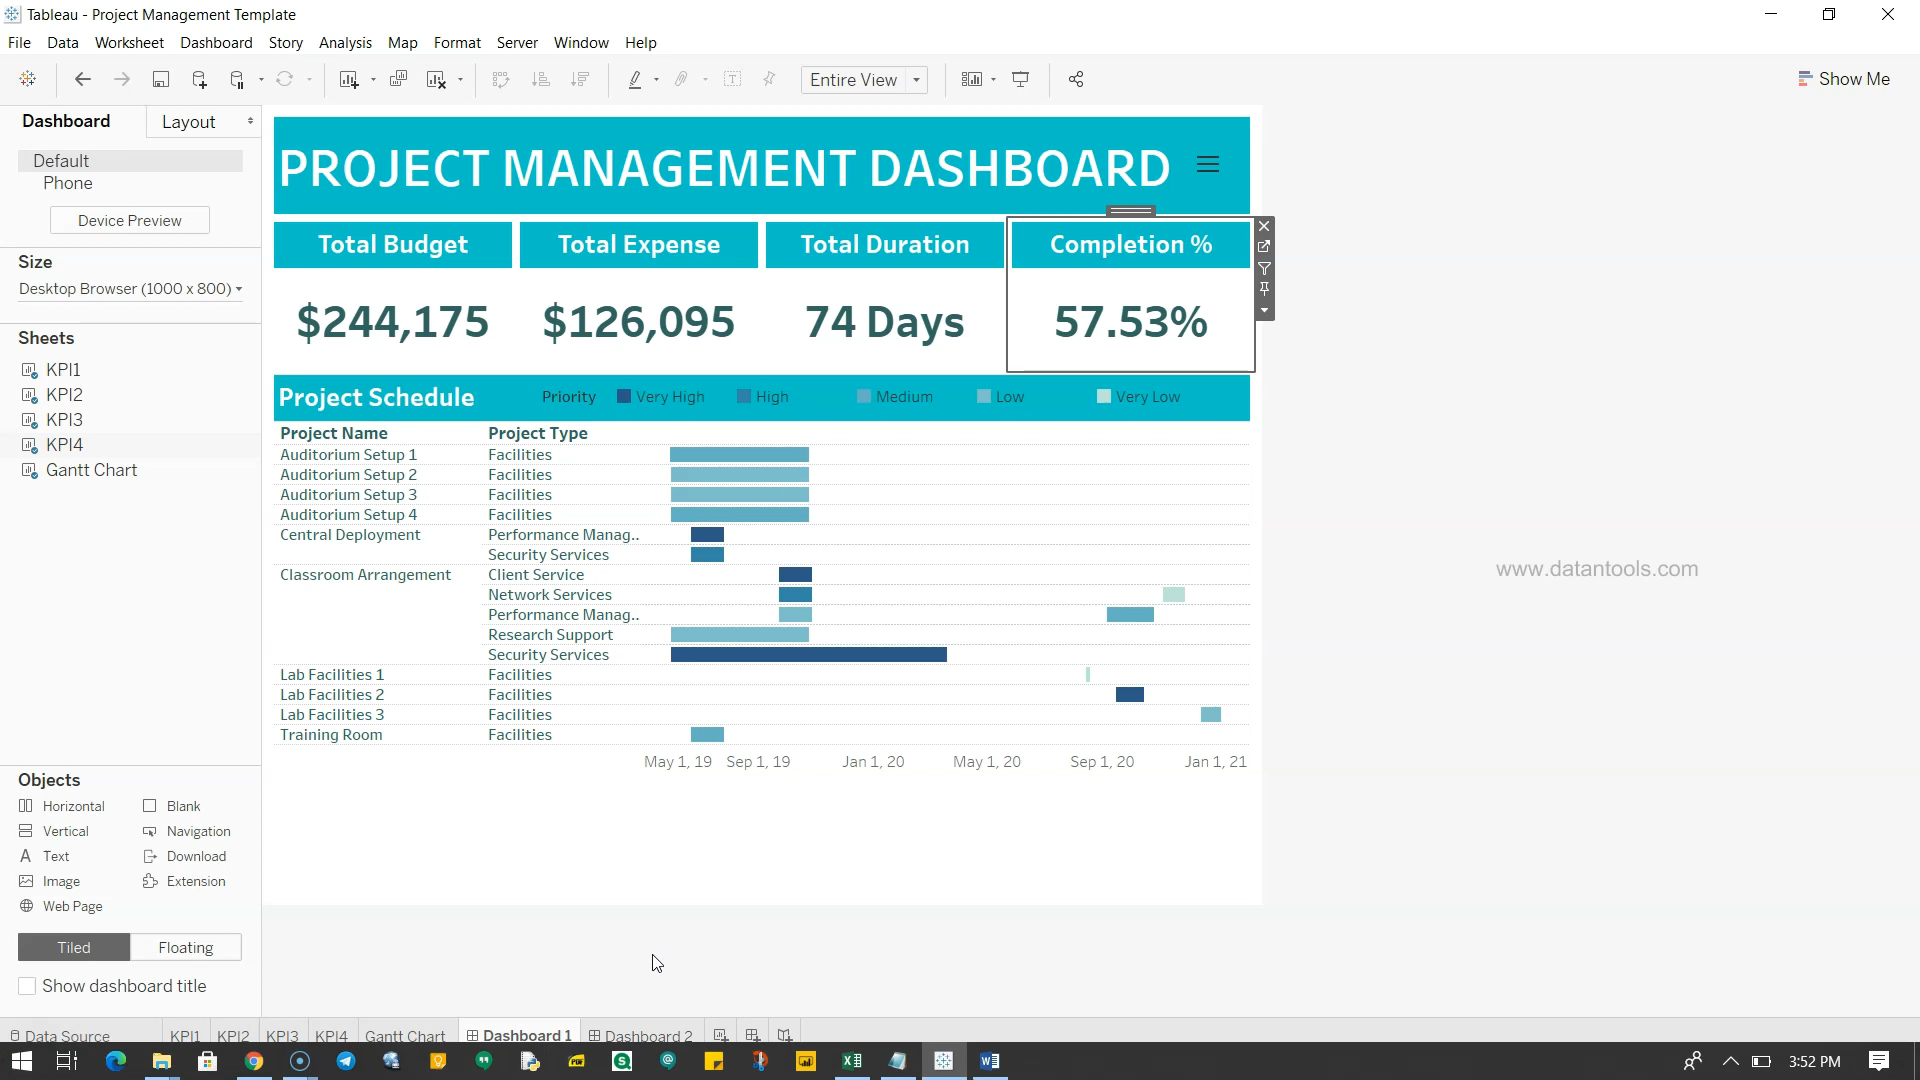 Tableau - Project Management Template
File Data Worksheet Dashboard Story Analysis Map Format Server Window Help
Entire View
Show Me
Dashboard Layout
Default
Phone
Device Preview
Size
Desktop Browser (1000 x 800)
Sheets
KPI1
KPI2
KPI3
KPI4
Gantt Chart
Objects
Horizontal Blank
Vertical Navigation
Text Download
Image Extension
Web Page
Tiled Floating
Show dashboard title
PROJECT MANAGEMENT DASHBOARD
Total Budget Total Expense Total Duration Completion %
$244,175 $126,095 74 Days 57.53%
Project Schedule Priority Very High High Medium Low Very Low
Project Name Project Type
Auditorium Setup 1 Facilities
Auditorium Setup 2 Facilities
Auditorium Setup 3 Facilities
Auditorium Setup 4 Facilities
Central Deployment Performance Manag..
Security Services
Classroom Arrangement Client Service
Network Services
Performance Manag..
Research Support
Security Services
Lab Facilities 1 Facilities
Lab Facilities 2 Facilities
Lab Facilities 3 Facilities
Training Room Facilities
May 1, 19 Sep 1, 19 Jan 1, 20 May 1, 20 Sep 1, 20 Jan 1, 21
www.datantools.com
Data Source KPI1 KPI2 KPI3 KPI4 Gantt Chart Dashboard 1 Dashboard 2
3:52 PM